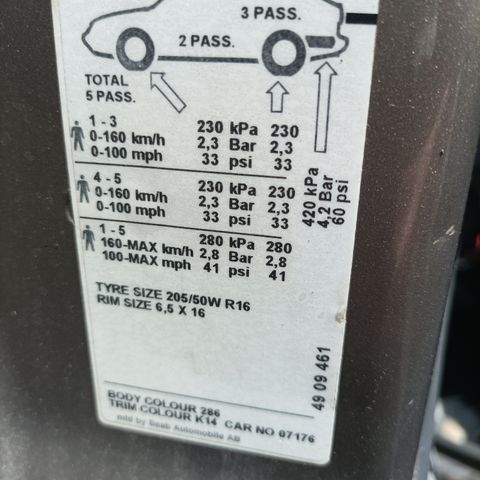 3 PASS.
2 PASS.
TOTAL
5 PASS.
1 - 3
0-160 km/h 230 kPa 230
0-100 mph 2,3 Bar 2,3
33 psi 33
4 - 5
0-160 km/h 230 kPa 230
0-100 mph 2,3 Bar 2,3
33 psi 33
1 - 5
160-MAX km/h 280 kPa 280
100-MAX mph 2,8 Bar 2,8
41 psi 41
420 kPa
4,2 Bar
60 psi
TYRE SIZE 205/50W R16
RIM SIZE 6,5 X 16
49 09 461
BODY COLOUR 286
TRIM COLOUR K14 CAR NO 07176
mfd by Saab Automobile AB